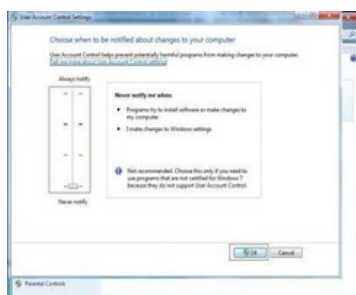 User Account Control Settings
Choose when to be notified about changes to your computer
User Account Control helps prevent potentially harmful programs from making changes to your computer.
Tell me more about User Account Control settings
Always notify
Never notify me when:
Programs try to install software or make changes to
my computer
I make changes to Windows settings
Not recommended. Choose this only if you need to
use programs that are not certified for Windows 7
because they do not support User Account Control.
Never notify
OK
Cancel
Parental Controls